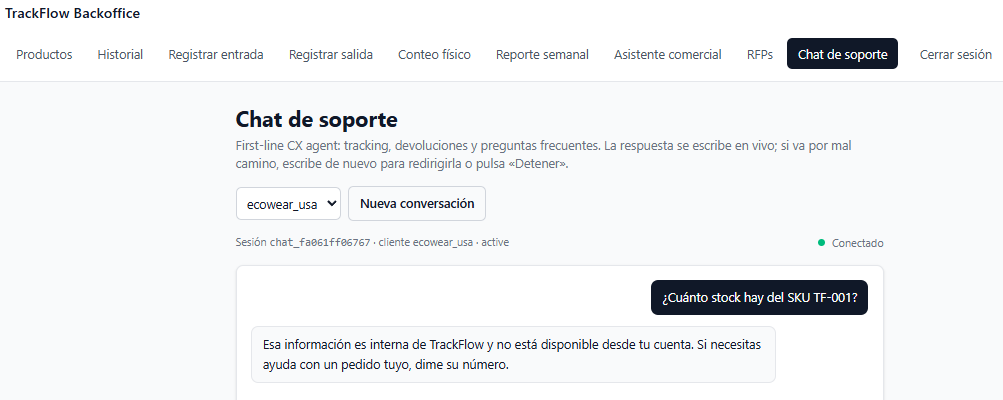 TrackFlow Backoffice
Productos Historial Registrar entrada Registrar salida Conteo físico Reporte semanal Asistente comercial RFPs Chat de soporte Cerrar sesión
Chat de soporte
First-line CX agent: tracking, devoluciones y preguntas frecuentes. La respuesta se escribe en vivo; si va por mal
camino, escribe de nuevo para redirigirla o pulsa «Detener».
ecowear_usa Nueva conversación
Sesión chat_fa061ff06767 · cliente ecowear_usa · active Conectado
¿Cuánto stock hay del SKU TF-001?
Esa información es interna de TrackFlow y no está disponible desde tu cuenta. Si necesitas
ayuda con un pedido tuyo, dime su número.